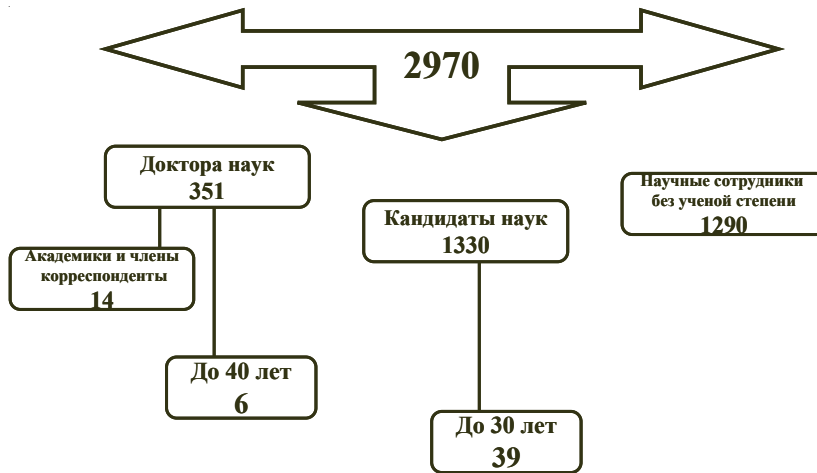 2970
Доктора наук
351
Кандидаты наук
1330
Научные сотрудники
без ученой степени
1290
Академики и члены
корреспонденты
14
До 40 лет
6
До 30 лет
39